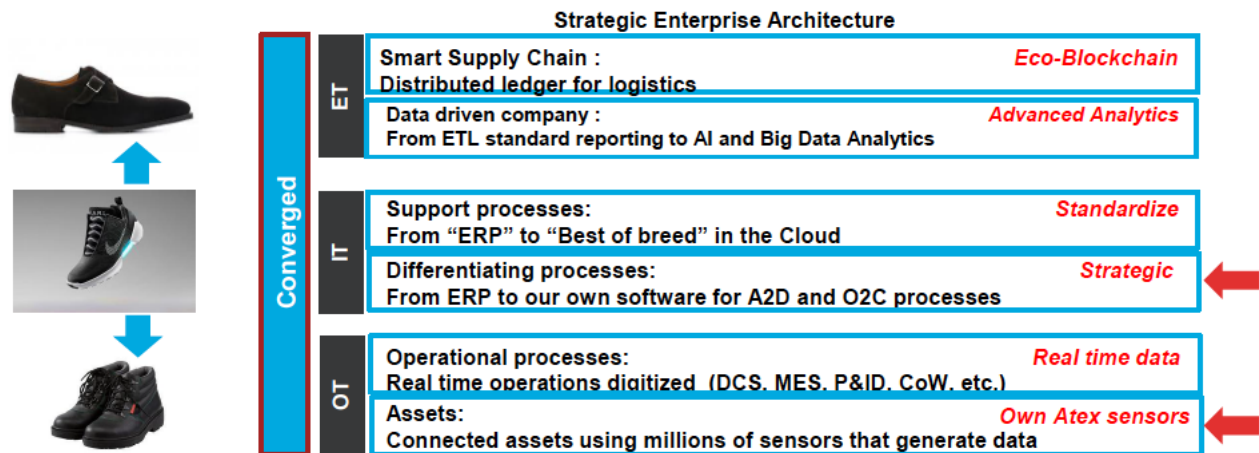 Strategic Enterprise Architecture
Converged
ET
Smart Supply Chain : Eco-Blockchain
Distributed ledger for logistics
Data driven company : Advanced Analytics
From ETL standard reporting to AI and Big Data Analytics
IT
Support processes: Standardize
From “ERP” to “Best of breed” in the Cloud
Differentiating processes: Strategic
From ERP to our own software for A2D and O2C processes
OT
Operational processes: Real time data
Real time operations digitized (DCS, MES, P&ID, CoW, etc.)
Assets: Own Atex sensors
Connected assets using millions of sensors that generate data